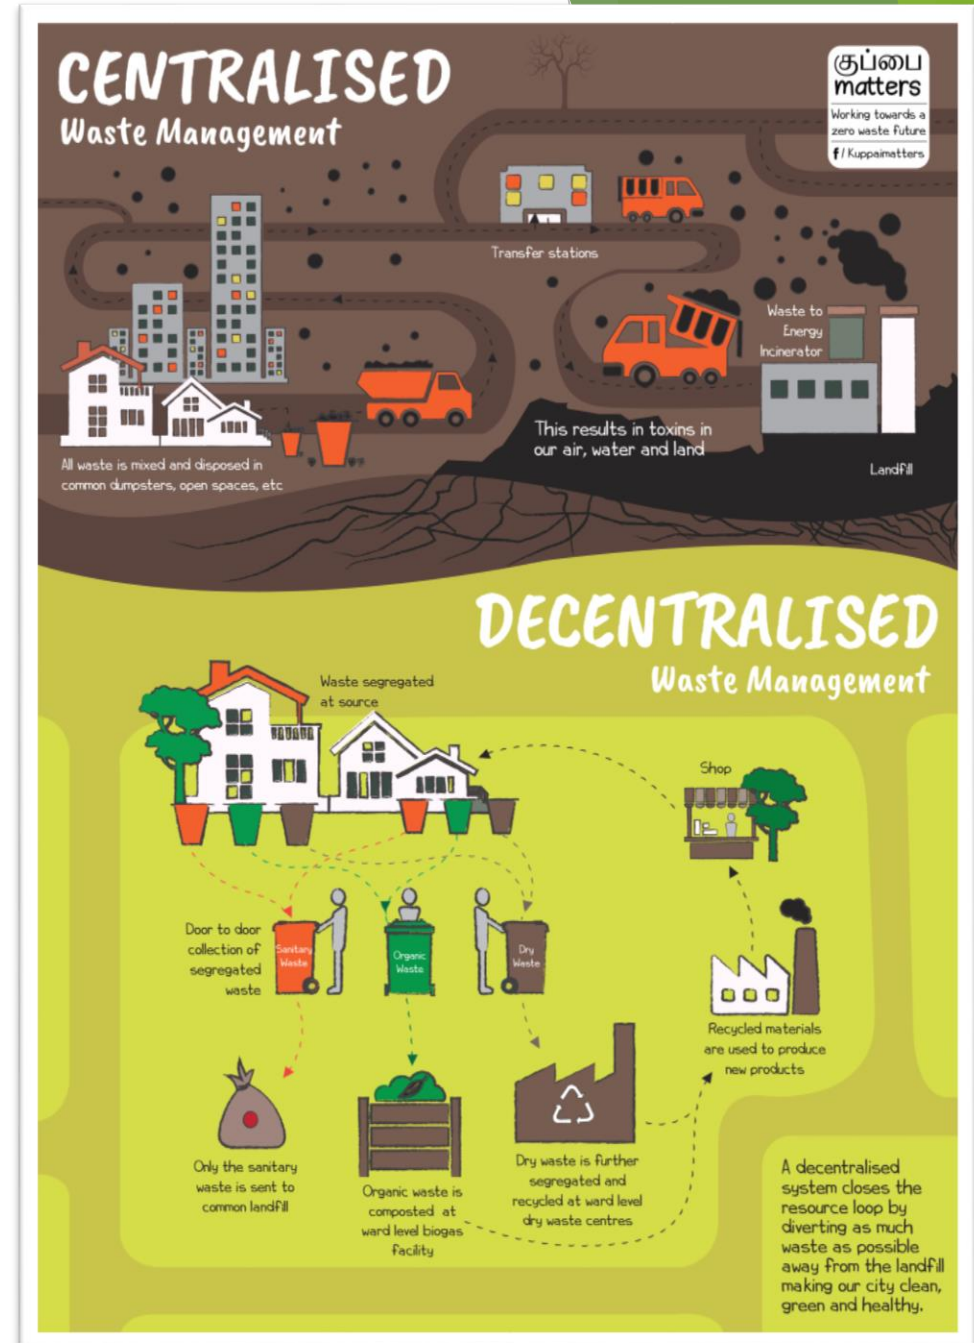 CENTRALISED
Waste Management
குப்பை
matters
Working towards a
zero waste future
f / Kuppaimatters
Transfer stations
Waste to
Energy
Incinerator
This results in toxins in
our air, water and land
Landfill
All waste is mixed and disposed in
common dumpsters, open spaces, etc
DECENTRALISED
Waste Management
Waste segregated
at source
Shop
Door to door
collection of
segregated
waste
Sanitary
Waste
Organic
Waste
Dry
Waste
Recycled materials
are used to produce
new products
Only the sanitary
waste is sent to
common landfill
Organic waste is
composted at
ward level biogas
facility
Dry waste is further
segregated and
recycled at ward level
dry waste centres
A decentralised
system closes the
resource loop by
diverting as much
waste as possible
away from the landfill
making our city clean,
green and healthy.